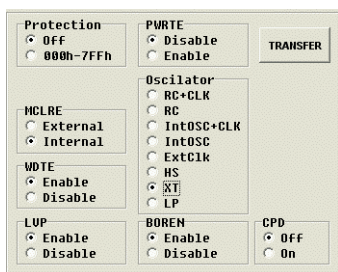 Protection
Off
000h-7FFh
PWRTE
Disable
Enable
TRANSFER
Oscilator
RC+CLK
RC
IntOSC+CLK
IntOSC
ExtClk
HS
XT
LP
MCLRE
External
Internal
WDTE
Enable
Disable
LVP
Enable
Disable
BOREN
Enable
Disable
CPD
Off
On